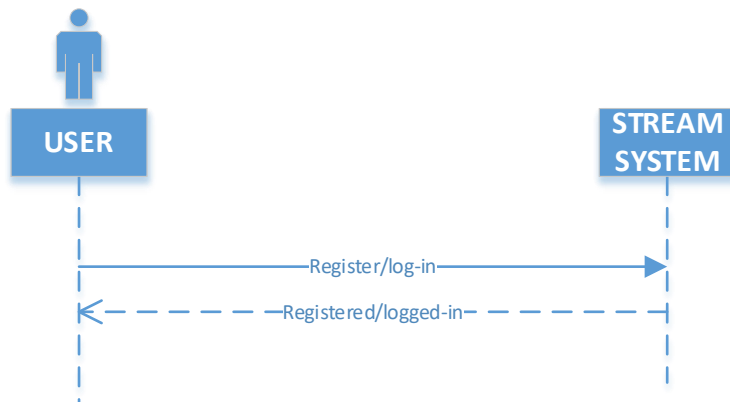 USER
STREAM
SYSTEM
Register/log-in
Registered/logged-in